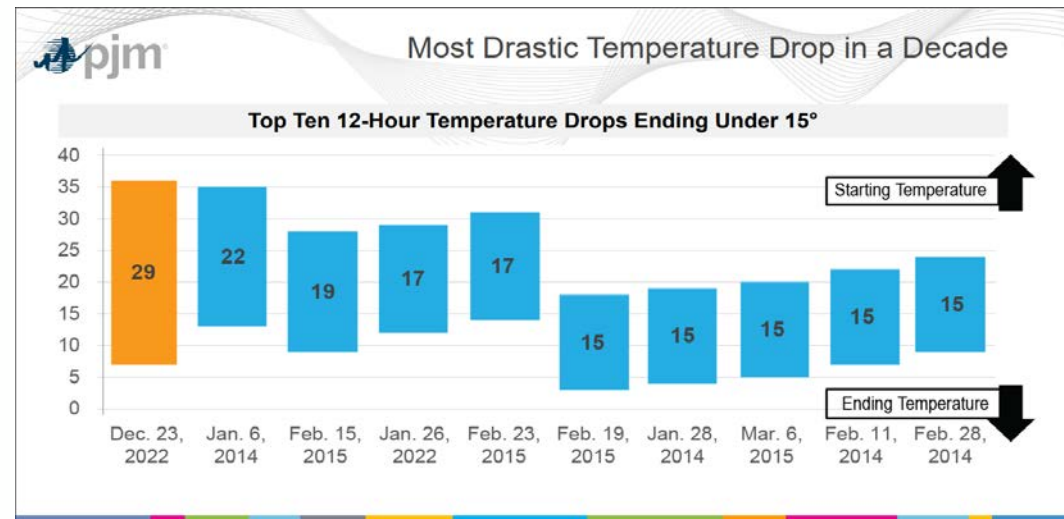 pjm
Most Drastic Temperature Drop in a Decade
Top Ten 12-Hour Temperature Drops Ending Under 15°
40
35
30
25
20
15
10
5
0
29
22
19
17
17
15
15
15
15
15
Starting Temperature
Ending Temperature
Dec. 23, Jan. 6, Feb. 15, Jan. 26, Feb. 23, Feb. 19, Jan. 28, Mar. 6, Feb. 11, Feb. 28,
2022 2014 2015 2022 2015 2015 2014 2015 2014 2014